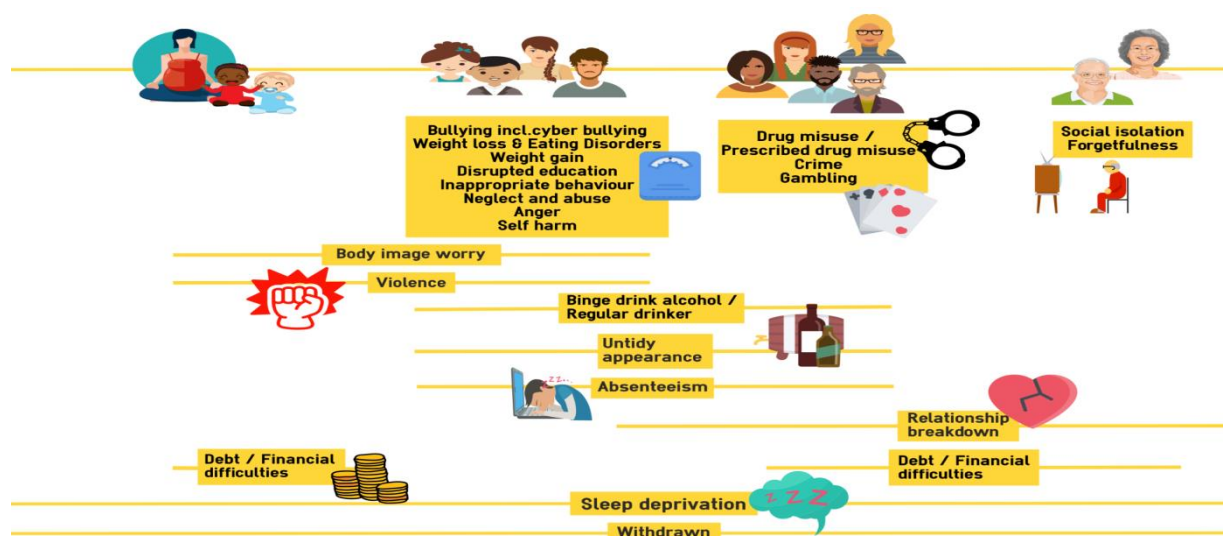 Bullying incl.cyber bullying
Weight loss & Eating Disorders
Weight gain
Disrupted education
Inappropriate behaviour
Neglect and abuse
Anger
Self harm
Drug misuse /
Prescribed drug misuse
Crime
Gambling
Social isolation
Forgetfulness
Body image worry
Violence
Binge drink alcohol /
Regular drinker
Untidy
appearance
zz...
Absenteeism
Relationship
breakdown
Debt / Financial
difficulties
Debt / Financial
difficulties
Sleep deprivation
z Z Z
Withdrawn